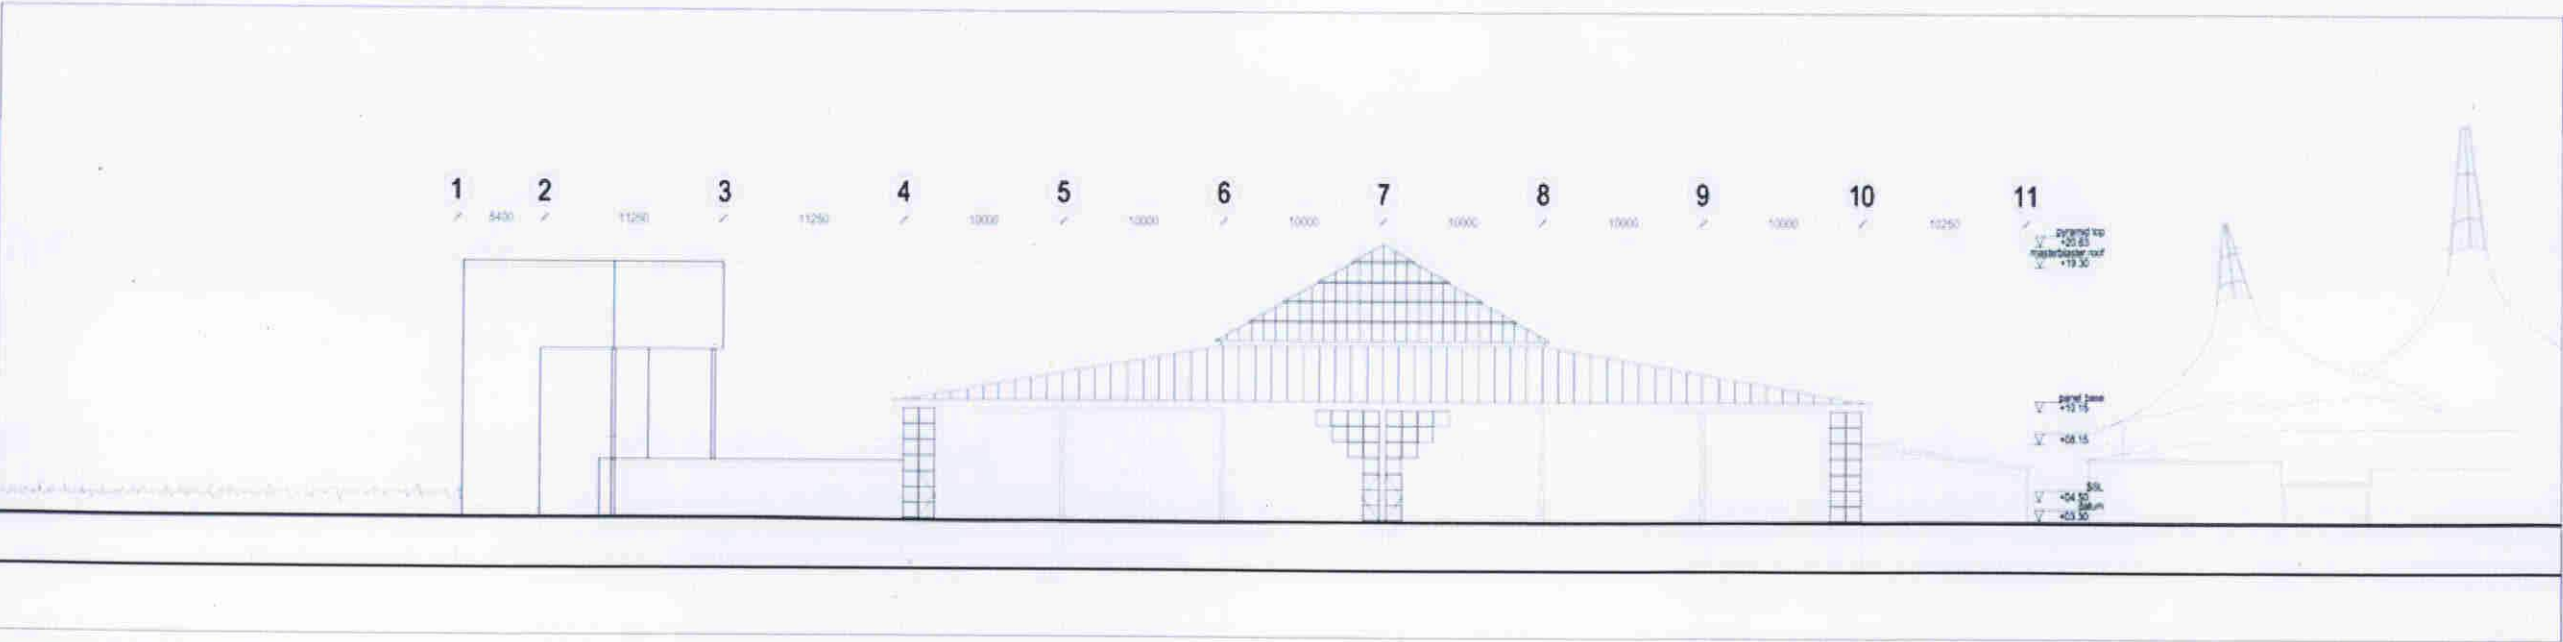 1 2 3 4 5 6 7 8 9 10 11
5400 11250 11250 10000 10000 10000 10000 10000 10000 10250
pyramid top
+20.63
masterblaster roof
+19.30
panel base
+10.15
+08.15
SSL
+04.50
datum
+03.30